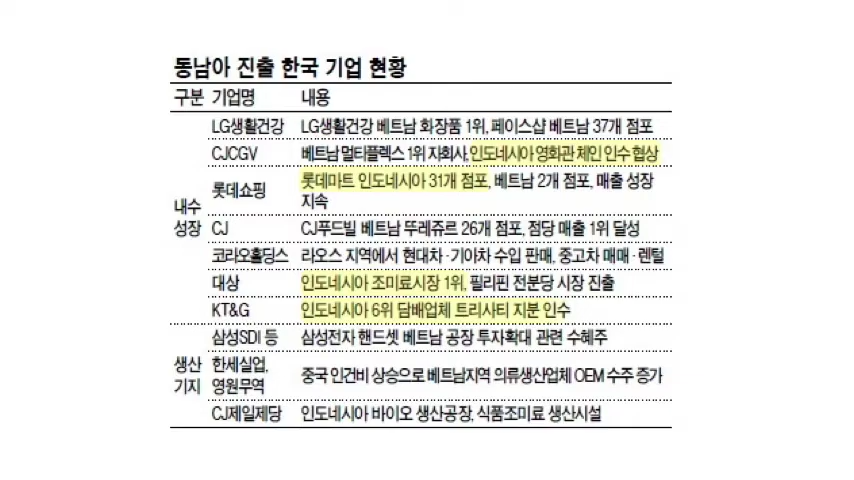 동남아 진출 한국 기업 현황
구분 기업명 내용
LG생활건강 LG생활건강 베트남 화장품 1위, 페이스샵 베트남 37개 점포
CJCGV 베트남 멀티플렉스 1위 자회사, 인도네시아 영화관 체인 인수 협상
롯데쇼핑 롯데마트 인도네시아 31개 점포, 베트남 2개 점포, 매출 성장
지속
내수
성장
CJ CJ푸드빌 베트남 뚜레쥬르 26개 점포, 점당 매출 1위 달성
코라오홀딩스 라오스 지역에서 현대차·기아차 수입 판매, 중고차 매매·렌털
대상 인도네시아 조미료시장 1위, 필리핀 전분당 시장 진출
KT&G 인도네시아 6위 담배업체 트리사티 지분 인수
삼성SDI 등 삼성전자 핸드셋 베트남 공장 투자확대 관련 수혜주
생산
기지
한세실업,
영원무역
중국 인건비 상승으로 베트남지역 의류생산업체 OEM 수주 증가
CJ제일제당 인도네시아 바이오 생산공장, 식품조미료 생산시설